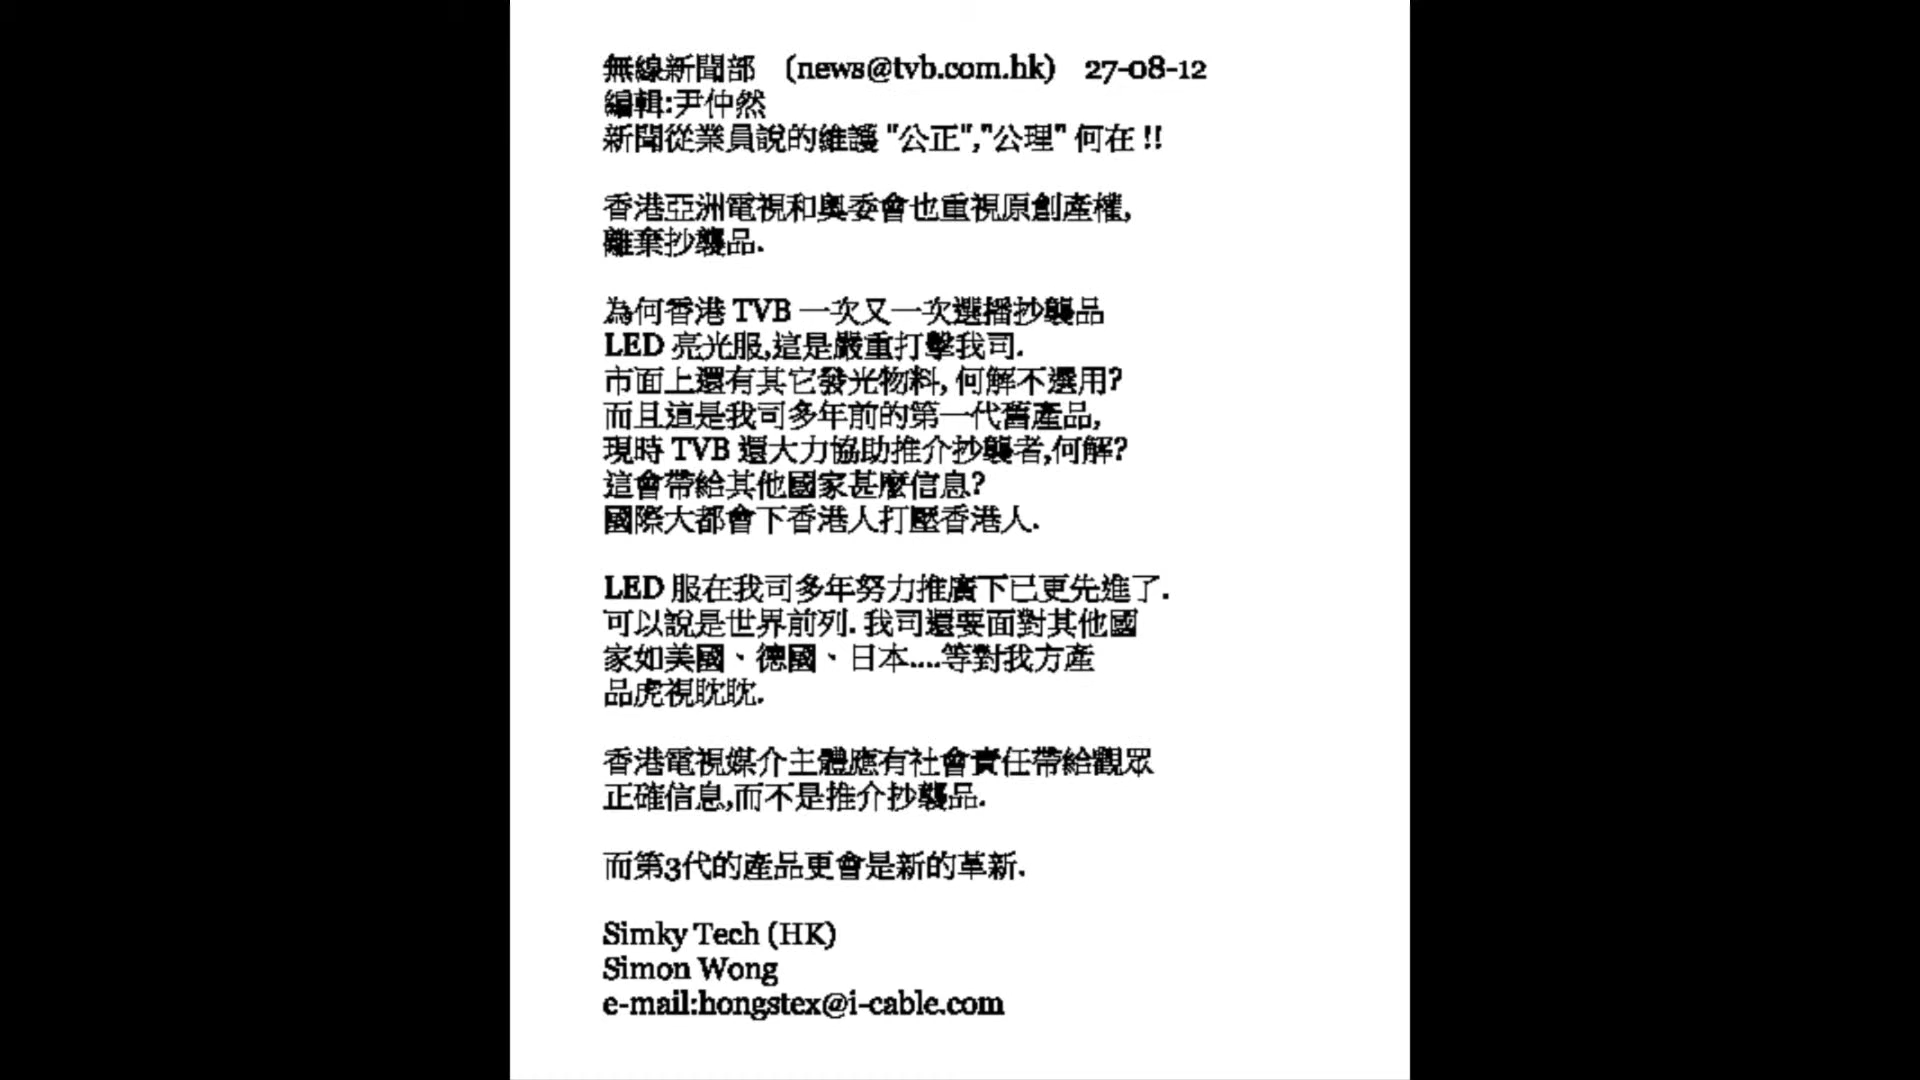 無線新聞部 (news@tvb.com.hk) 27-08-12
編輯:尹仲然
新聞從業員說的維護 "公正","公理" 何在 !!
香港亞洲電視和奧委會也重視原創產權,
離棄抄襲品.
為何香港 TVB 一次又一次選播抄襲品
LED 亮光服,這是嚴重打擊我司.
市面上還有其它發光物料, 何解不選用?
而且這是我司多年前的第一代舊產品,
現時 TVB 還大力協助推介抄襲者,何解?
這會帶給其他國家甚麼信息?
國際大都會下香港人打壓香港人.
LED 服在我司多年努力推廣下已更先進了.
可以說是世界前列. 我司還要面對其他國
家如美國、德國、日本....等對我方產
品虎視眈眈.
香港電視媒介主體應有社會責任帶給觀眾
正確信息,而不是推介抄襲品.
而第3代的產品更會是新的革新.
Simky Tech (HK)
Simon Wong
e-mail:hongstex@i-cable.com